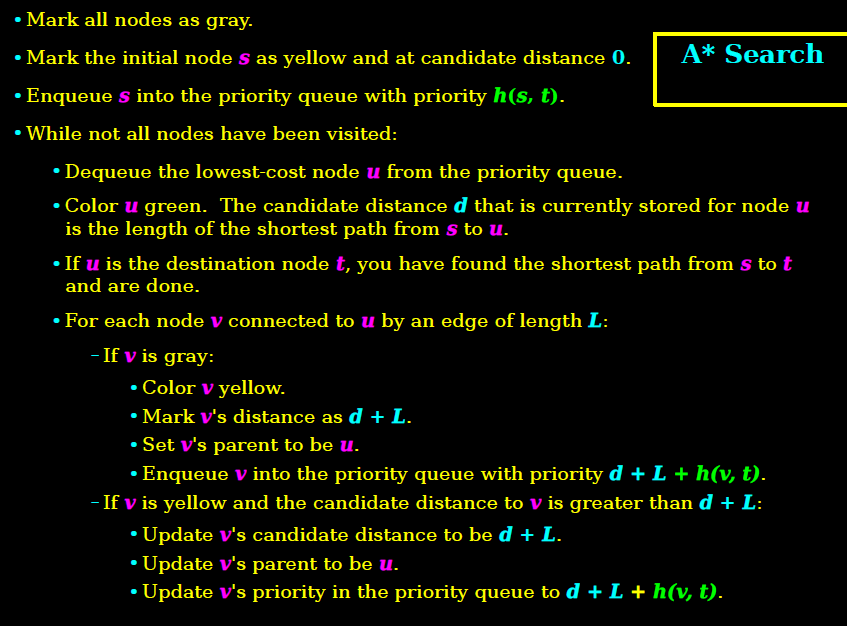 • Mark all nodes as gray.
A* Search
• Mark the initial node s as yellow and at candidate distance 0.
• Enqueue s into the priority queue with priority h(s, t).
• While not all nodes have been visited:
• Dequeue the lowest-cost node u from the priority queue.
• Color u green.  The candidate distance d that is currently stored for node u
is the length of the shortest path from s to u.
• If u is the destination node t, you have found the shortest path from s to t
and are done.
• For each node v connected to u by an edge of length L:
– If v is gray:
• Color v yellow.
• Mark v's distance as d + L.
• Set v's parent to be u.
• Enqueue v into the priority queue with priority d + L + h(v, t).
– If v is yellow and the candidate distance to v is greater than d + L:
• Update v's candidate distance to be d + L.
• Update v's parent to be u.
• Update v's priority in the priority queue to d + L + h(v, t).